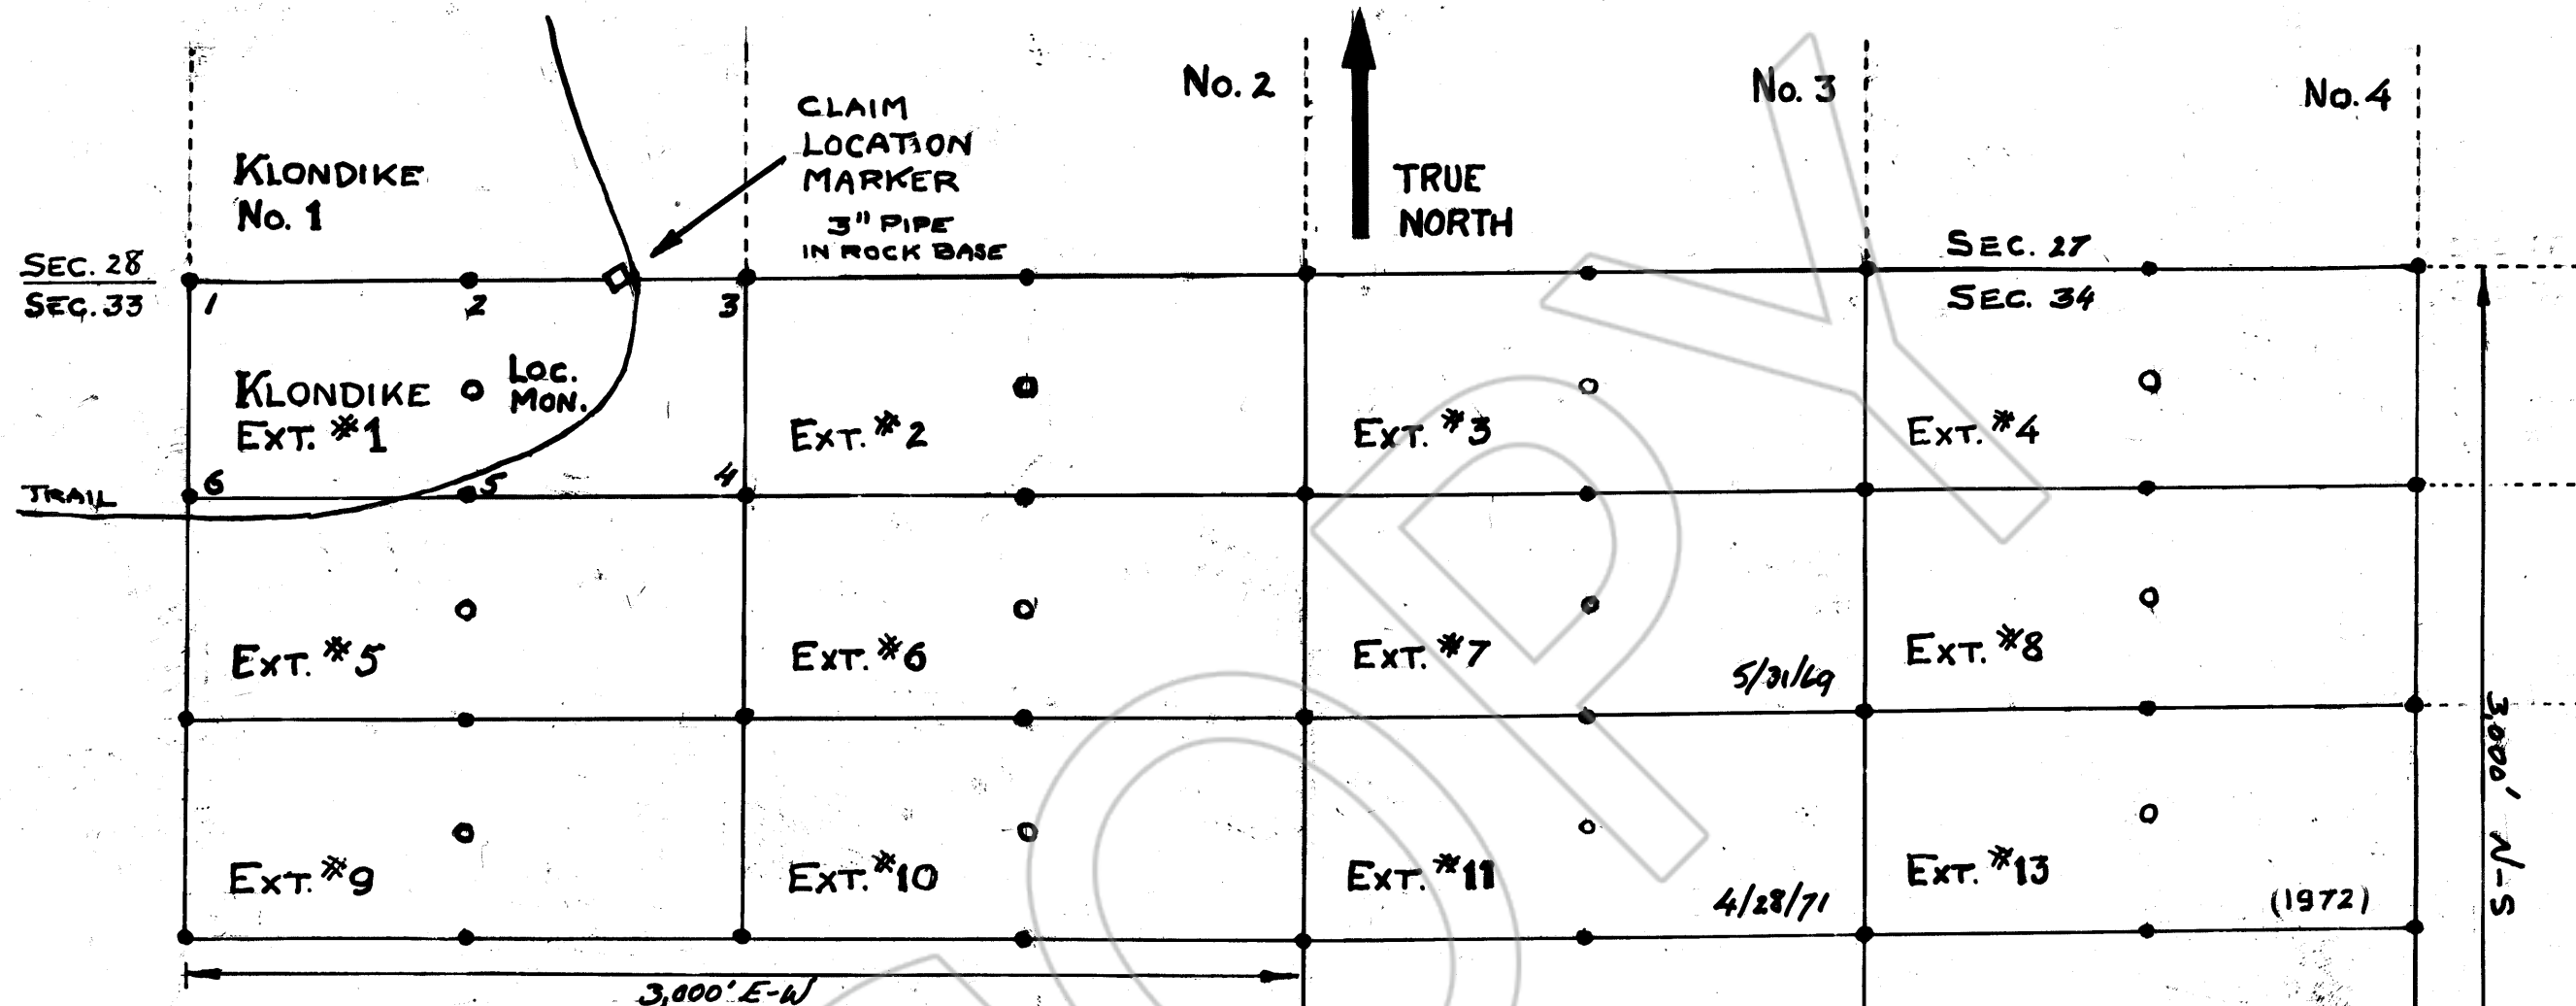 No. 2
No. 3
No. 4
CLAIM
LOCATION
MARKER
3" PIPE
IN ROCK BASE
TRUE
NORTH
KLONDIKE
No. 1
SEC. 28
SEC. 33
SEC. 27
SEC. 34
1
2
3
KLONDIKE
EXT. #1
LOC.
MON.
EXT. #2
EXT. #3
EXT. #4
6
5
4
TRAIL
EXT. #5
EXT. #6
EXT. #7
5/31/69
EXT. #8
3,000' N-S
EXT. #9
EXT. #10
EXT. #11
4/28/71
EXT. #13
(1972)
3,000' E-W
COPY